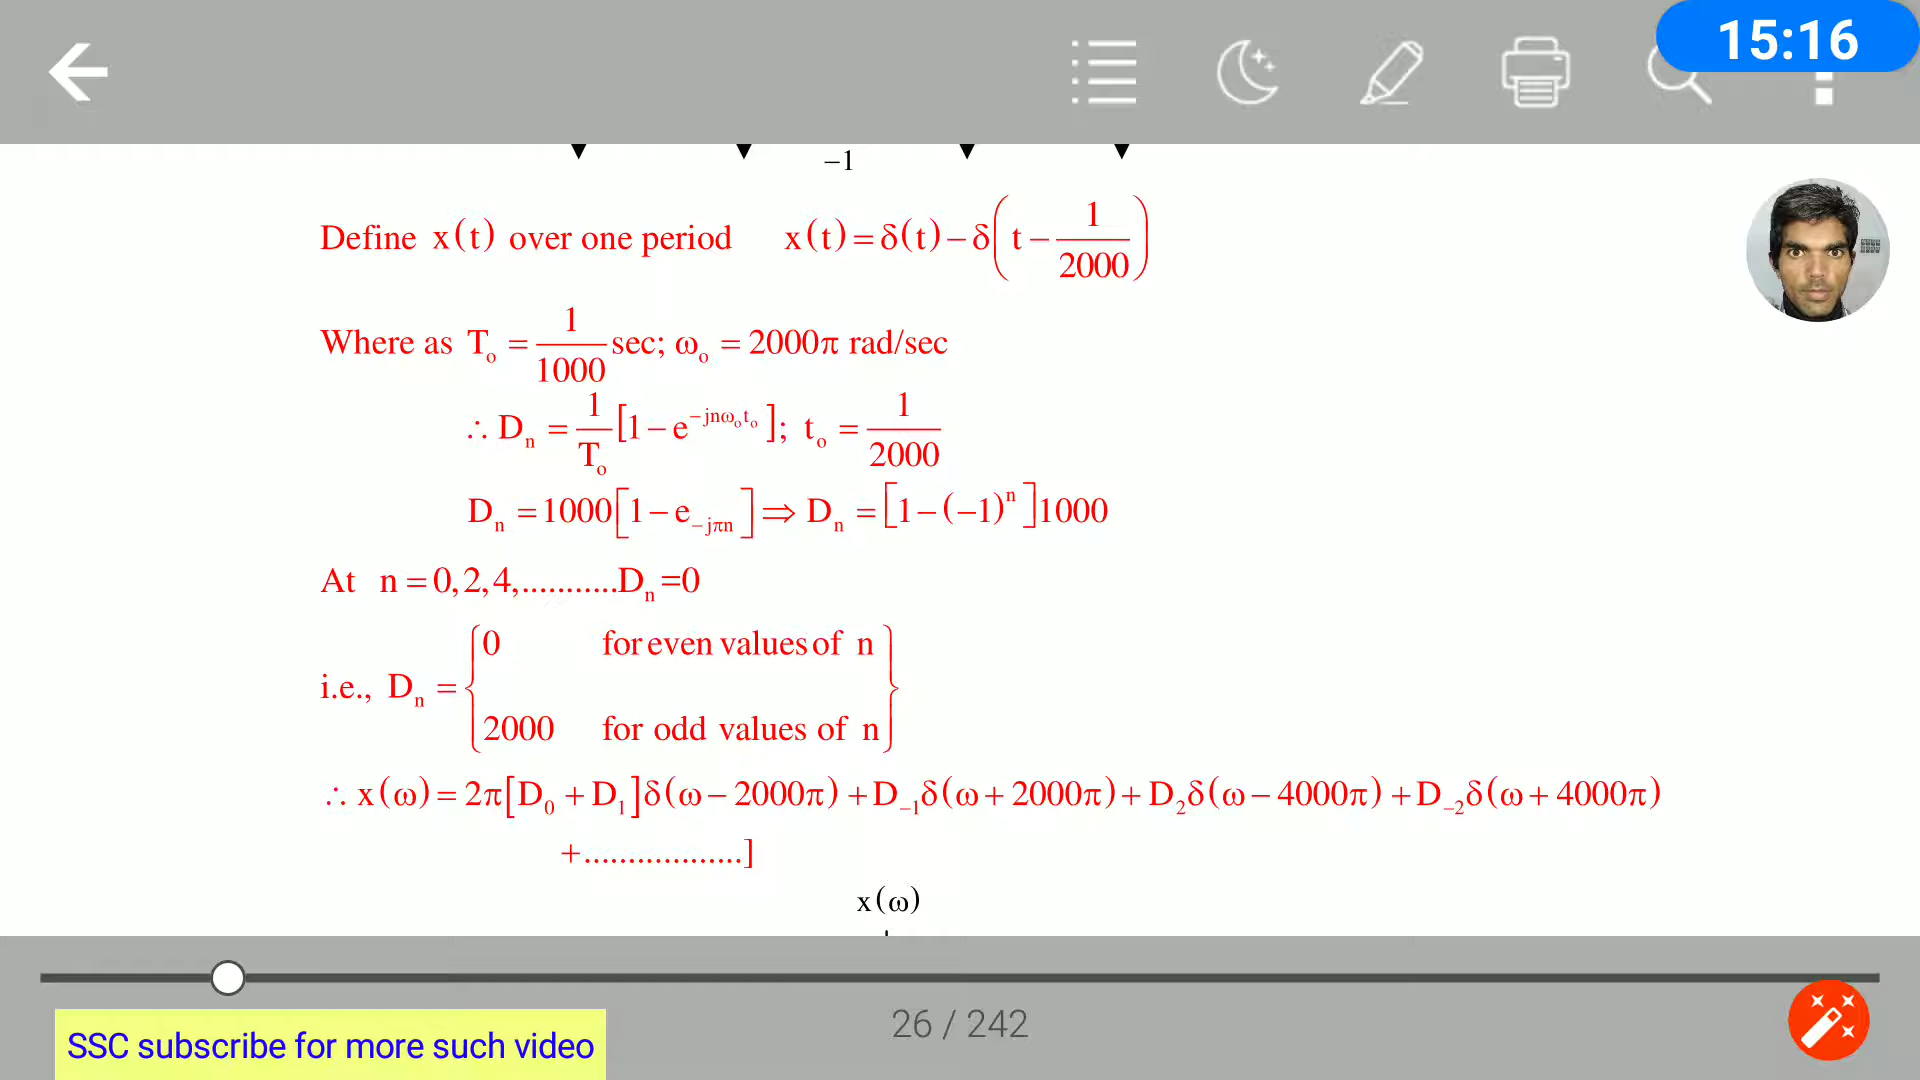 15:16
−1
Define x(t) over one period x(t) = δ(t) − δ(t − 1/2000)
Where as T₀ = 1/1000 sec; ω₀ = 2000π rad/sec
∴ Dₙ = 1/T₀ [1 − e^(−jnω₀t₀)]; t₀ = 1/2000
Dₙ = 1000[1 − e_(−jπn)] ⇒ Dₙ = [1 − (−1)ⁿ]1000
At n = 0, 2, 4, ...........Dₙ=0
i.e., Dₙ = {0 for even values of n
2000 for odd values of n}
∴ x(ω) = 2π[D₀ + D₁]δ(ω − 2000π) + D₋₁δ(ω + 2000π) + D₂δ(ω − 4000π) + D₋₂δ(ω + 4000π)
+..................]
x(ω)
26 / 242
SSC subscribe for more such video